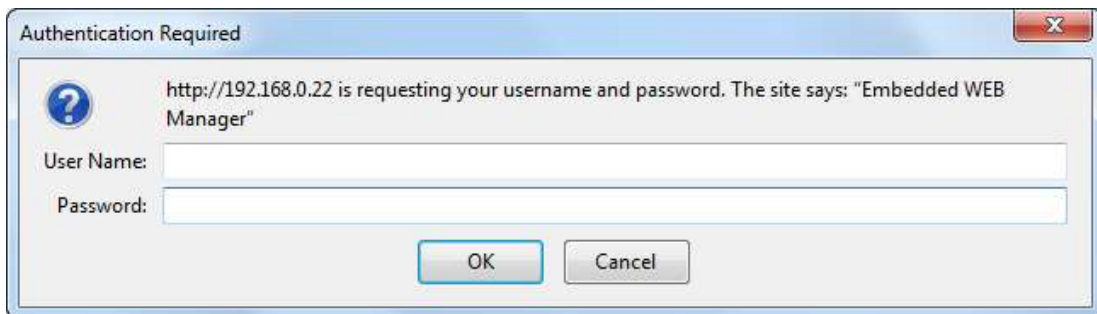 Authentication Required
http://192.168.0.22 is requesting your username and password. The site says: "Embedded WEB
Manager"
User Name:
Password:
OK Cancel